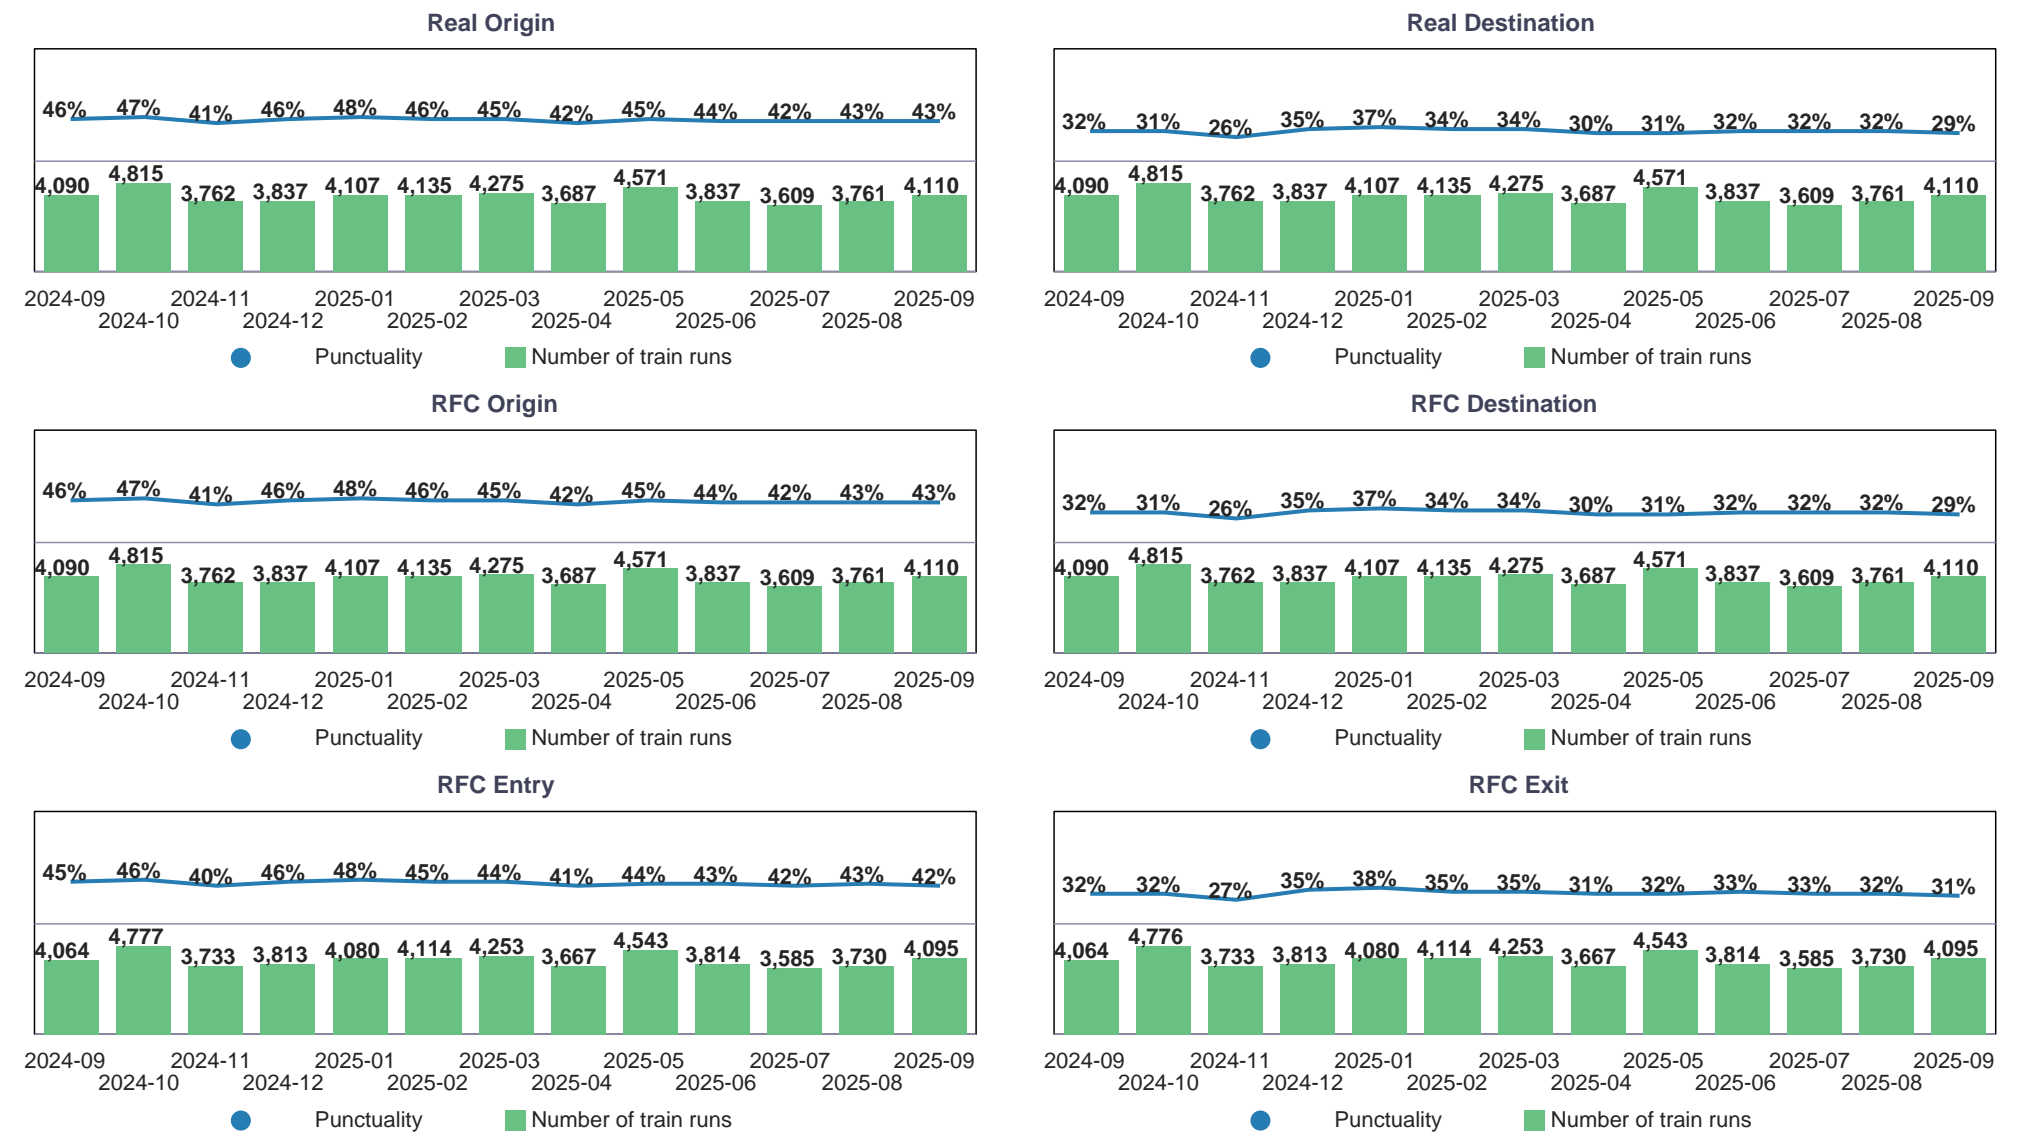 Real Origin
46% 47% 41% 46% 48% 46% 45% 42% 45% 44% 42% 43% 43%
4,090 4,815 3,762 3,837 4,107 4,135 4,275 3,687 4,571 3,837 3,609 3,761 4,110
2024-09 2024-11 2025-01 2025-03 2025-05 2025-07 2025-09
2024-10 2024-12 2025-02 2025-04 2025-06 2025-08
Punctuality Number of train runs
Real Destination
32% 31% 26% 35% 37% 34% 34% 30% 31% 32% 32% 32% 29%
4,090 4,815 3,762 3,837 4,107 4,135 4,275 3,687 4,571 3,837 3,609 3,761 4,110
2024-09 2024-11 2025-01 2025-03 2025-05 2025-07 2025-09
2024-10 2024-12 2025-02 2025-04 2025-06 2025-08
Punctuality Number of train runs
RFC Origin
46% 47% 41% 46% 48% 46% 45% 42% 45% 44% 42% 43% 43%
4,090 4,815 3,762 3,837 4,107 4,135 4,275 3,687 4,571 3,837 3,609 3,761 4,110
2024-09 2024-11 2025-01 2025-03 2025-05 2025-07 2025-09
2024-10 2024-12 2025-02 2025-04 2025-06 2025-08
Punctuality Number of train runs
RFC Destination
32% 31% 26% 35% 37% 34% 34% 30% 31% 32% 32% 32% 29%
4,090 4,815 3,762 3,837 4,107 4,135 4,275 3,687 4,571 3,837 3,609 3,761 4,110
2024-09 2024-11 2025-01 2025-03 2025-05 2025-07 2025-09
2024-10 2024-12 2025-02 2025-04 2025-06 2025-08
Punctuality Number of train runs
RFC Entry
45% 46% 40% 46% 48% 45% 44% 41% 44% 43% 42% 43% 42%
4,064 4,777 3,733 3,813 4,080 4,114 4,253 3,667 4,543 3,814 3,585 3,730 4,095
2024-09 2024-11 2025-01 2025-03 2025-05 2025-07 2025-09
2024-10 2024-12 2025-02 2025-04 2025-06 2025-08
Punctuality Number of train runs
RFC Exit
32% 32% 27% 35% 38% 35% 35% 31% 32% 33% 33% 32% 31%
4,064 4,776 3,733 3,813 4,080 4,114 4,253 3,667 4,543 3,814 3,585 3,730 4,095
2024-09 2024-11 2025-01 2025-03 2025-05 2025-07 2025-09
2024-10 2024-12 2025-02 2025-04 2025-06 2025-08
Punctuality Number of train runs